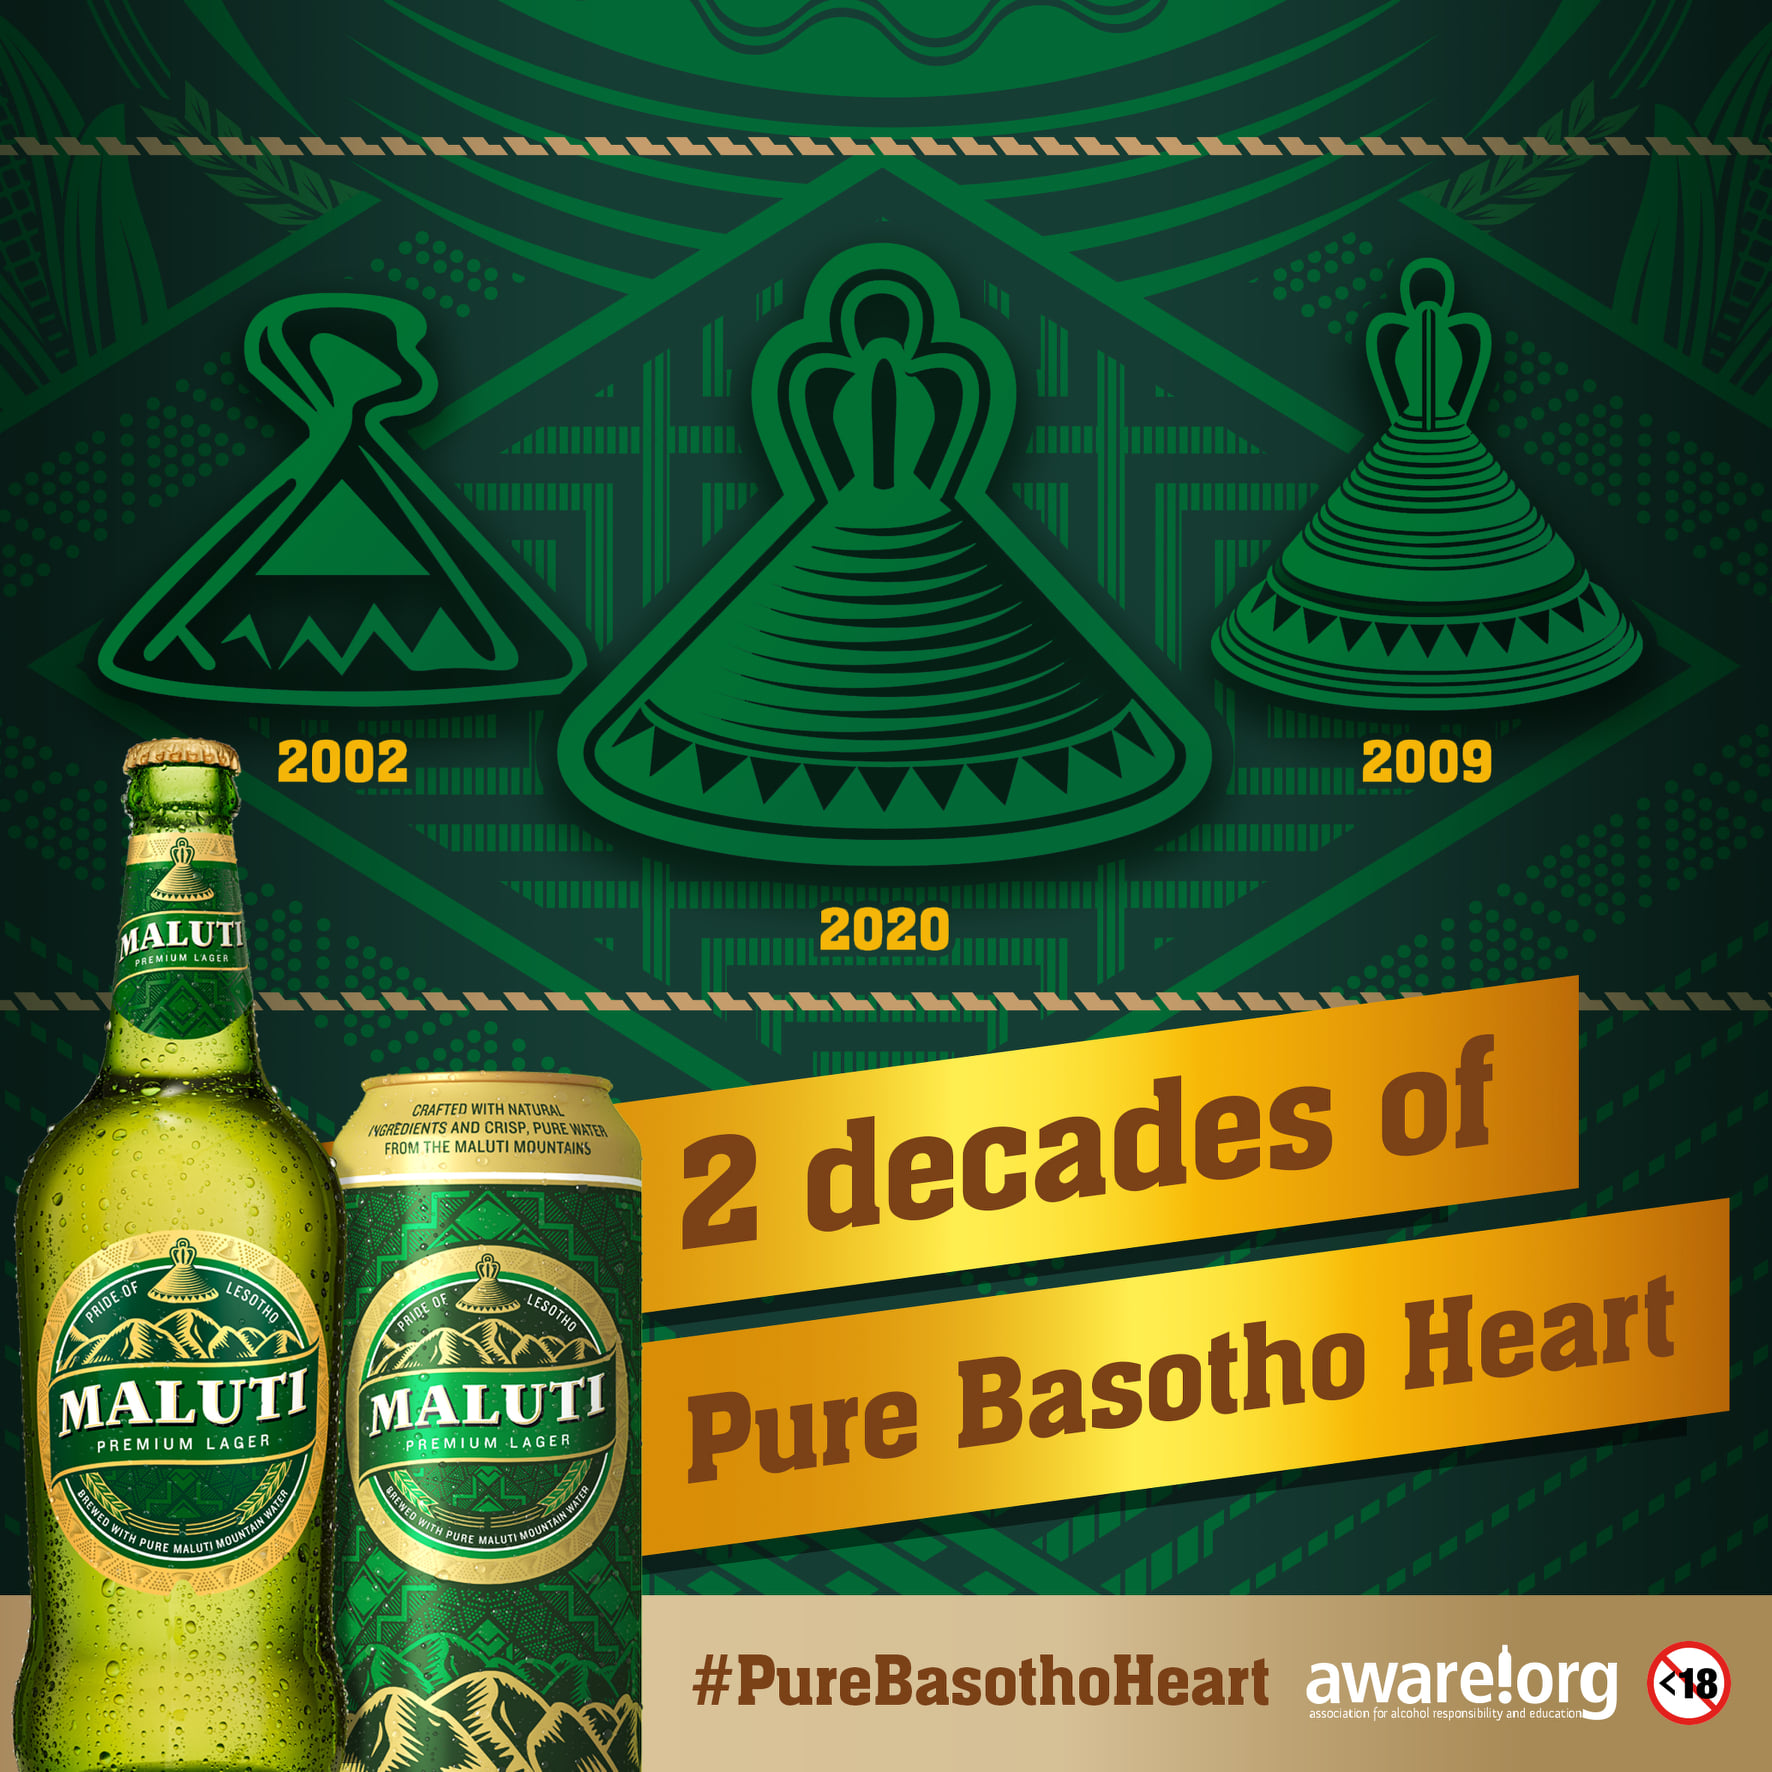 2002
2009
2020
MALUTI
PREMIUM LAGER
CRAFTED WITH NATURAL
INGREDIENTS AND CRISP, PURE WATER
FROM THE MALUTI MOUNTAINS
2 decades of
Pure Basotho Heart
PRIDE OF LESOTHO
MALUTI
PREMIUM LAGER
BREWED WITH PURE MALUTI MOUNTAIN WATER
PRIDE OF LESOTHO
MALUTI
PREMIUM LAGER
BREWED WITH PURE MALUTI MOUNTAIN WATER
#PureBasothoHeart
aware!org
association for alcohol responsibility and education
<18